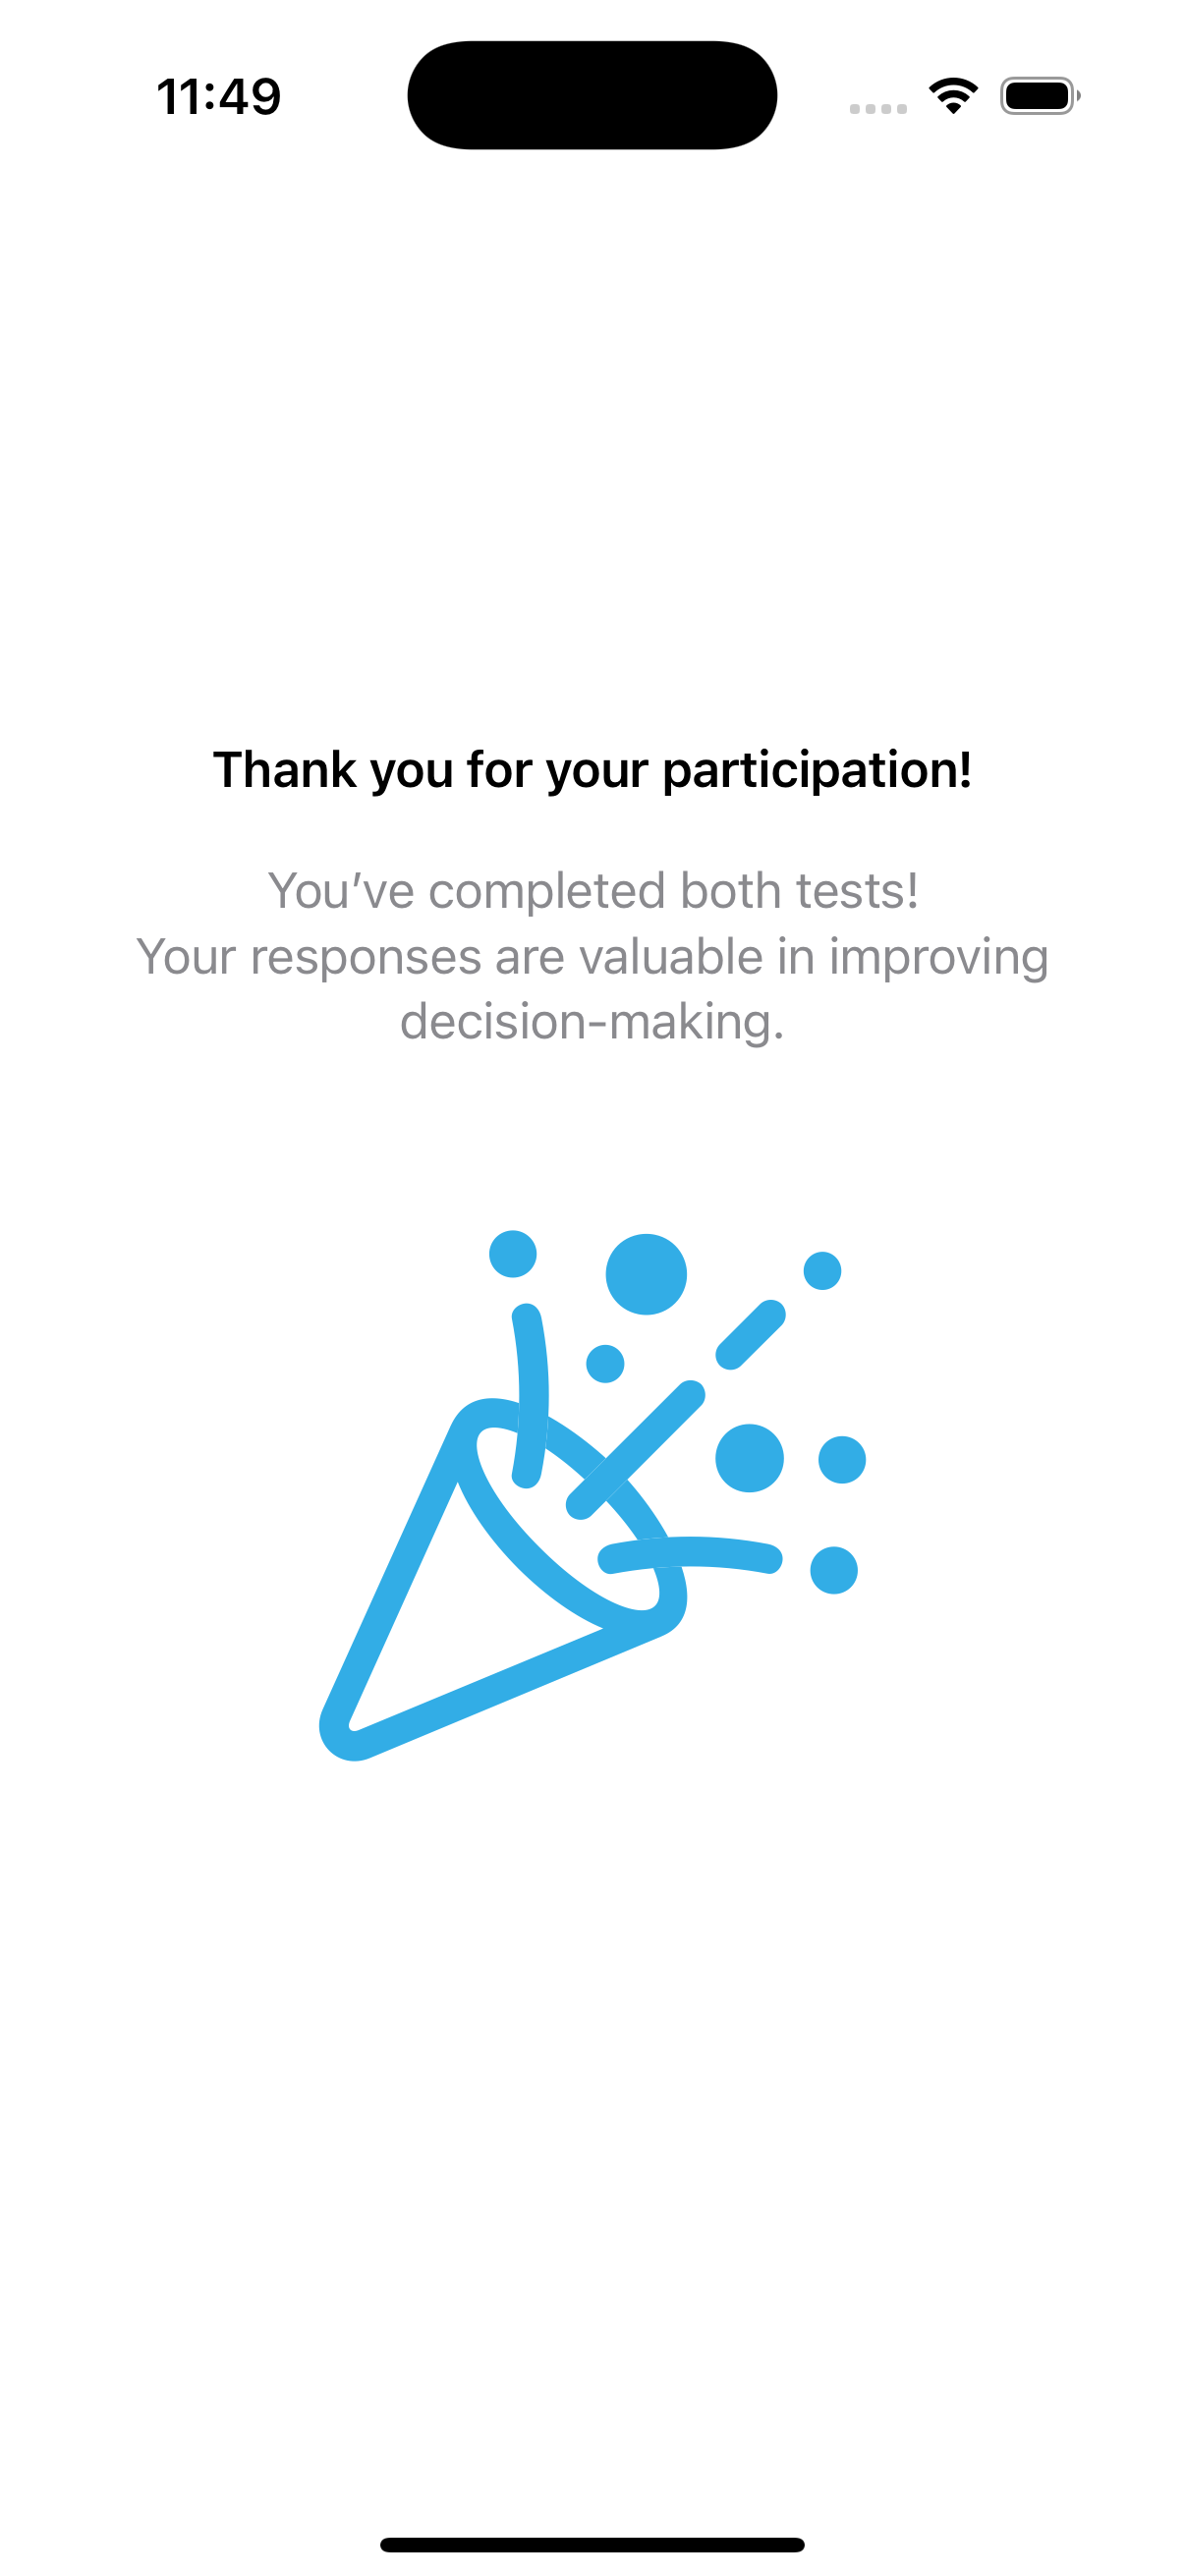 11:49
Thank you for your participation!
You’ve completed both tests!
Your responses are valuable in improving
decision-making.